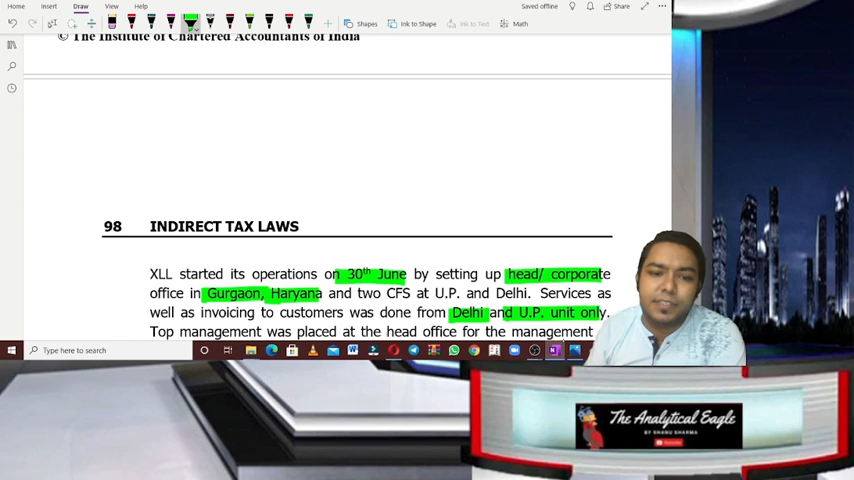 Home Insert Draw View Help Saved offline Share
Shapes Ink to Shape Ink to Text Math
© The Institute of Chartered Accountants of India
98 INDIRECT TAX LAWS
XLL started its operations on 30th June by setting up head/ corporate
office in Gurgaon, Haryana and two CFS at U.P. and Delhi. Services as
well as invoicing to customers was done from Delhi and U.P. unit only.
Top management was placed at the head office for the management
Type here to search
The Analytical Eagle
BY SHANU SHARMA